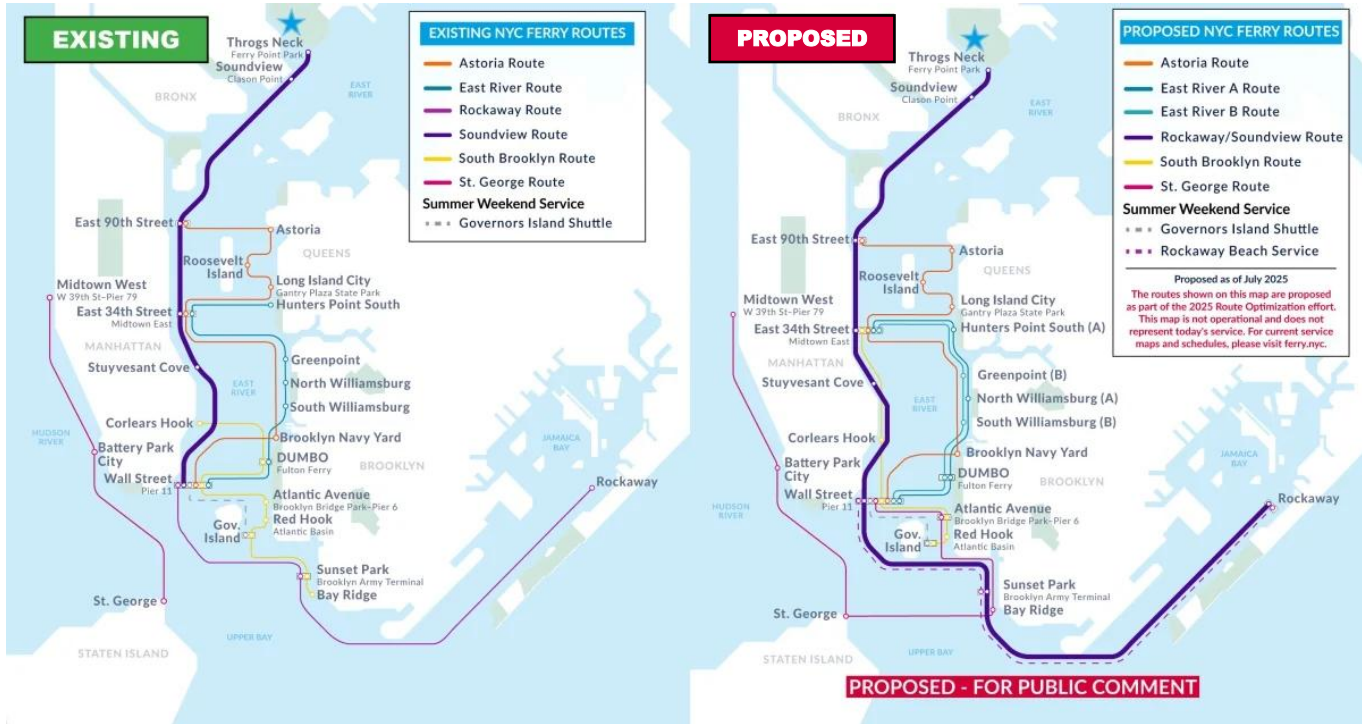 EXISTING
EXISTING NYC FERRY ROUTES
Astoria Route
East River Route
Rockaway Route
Soundview Route
South Brooklyn Route
St. George Route
Summer Weekend Service
Governors Island Shuttle
Throgs Neck
Ferry Point Park
Soundview
Clason Point
BRONX
EAST
RIVER
East 90th Street
Astoria
QUEENS
Roosevelt
Island
Midtown West
W 39th St-Pier 79
Long Island City
Gantry Plaza State Park
Hunters Point South
East 34th Street
Midtown East
MANHATTAN
Stuyvesant Cove
Greenpoint
EAST
RIVER
North Williamsburg
South Williamsburg
Corlears Hook
HUDSON
RIVER
Brooklyn Navy Yard
Battery Park
City
DUMBO
Fulton Ferry
BROOKLYN
JAMAICA
BAY
Wall Street
Pier 11
Rockaway
Atlantic Avenue
Brooklyn Bridge Park-Pier 6
Red Hook
Atlantic Basin
Gov.
Island
Sunset Park
Brooklyn Army Terminal
Bay Ridge
St. George
UPPER BAY
STATEN ISLAND
PROPOSED
PROPOSED NYC FERRY ROUTES
Astoria Route
East River A Route
East River B Route
Rockaway/Soundview Route
South Brooklyn Route
St. George Route
Summer Weekend Service
Governors Island Shuttle
Rockaway Beach Service
Proposed as of July 2025
The routes shown on this map are proposed
as part of the 2025 Route Optimization effort.
This map is not operational and does not
represent today's service. For current service
maps and schedules, please visit ferry.nyc.
Throgs Neck
Ferry Point Park
Soundview
Clason Point
BRONX
EAST
RIVER
East 90th Street
Astoria
QUEENS
Roosevelt
Island
Midtown West
W 39th St-Pier 79
Long Island City
Gantry Plaza State Park
East 34th Street
Midtown East
Hunters Point South (A)
MANHATTAN
Stuyvesant Cove
Greenpoint (B)
EAST
RIVER
North Williamsburg (A)
South Williamsburg (B)
Corlears Hook
Brooklyn Navy Yard
Battery Park
City
DUMBO
Fulton Ferry
BROOKLYN
JAMAICA
BAY
Wall Street
Pier 11
HUDSON
RIVER
Rockaway
Atlantic Avenue
Brooklyn Bridge Park-Pier 6
Red Hook
Atlantic Basin
Gov.
Island
Sunset Park
Brooklyn Army Terminal
Bay Ridge
St. George
UPPER BAY
STATEN ISLAND
PROPOSED - FOR PUBLIC COMMENT